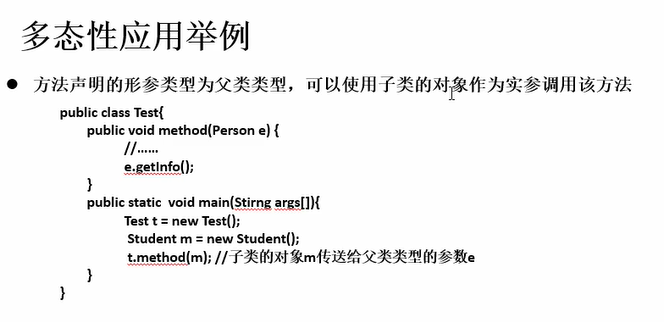 多态性应用举例
● 方法声明的形参类型为父类类型，可以使用子类的对象作为实参调用该方法
public class Test{
public void method(Person e) {
//……
e.getInfo();
}
public static void main(Stirng args[]){
Test t = new Test();
Student m = new Student();
t.method(m); //子类的对象m传送给父类类型的参数e
}
}